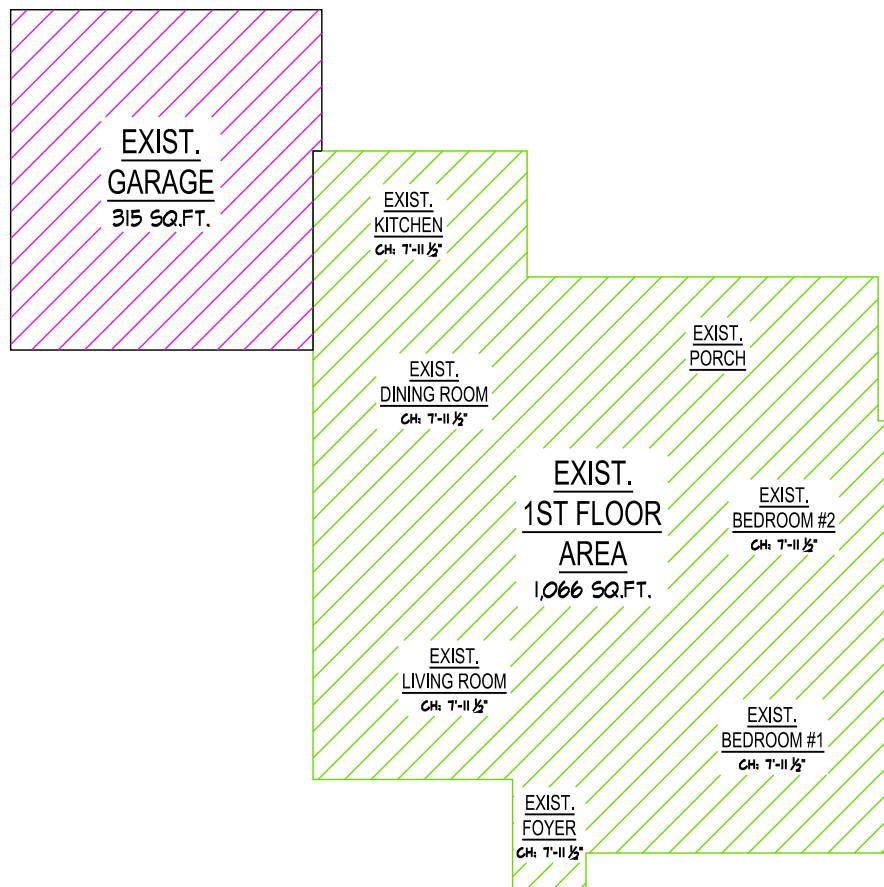 EXIST.
GARAGE
315 SQ.FT.
EXIST.
KITCHEN
CH: 7'-11 ½"
EXIST.
PORCH
EXIST.
DINING ROOM
CH: 7'-11 ½"
EXIST.
1ST FLOOR
AREA
1,066 SQ.FT.
EXIST.
BEDROOM #2
CH: 7'-11 ½"
EXIST.
LIVING ROOM
CH: 7'-11 ½"
EXIST.
BEDROOM #1
CH: 7'-11 ½"
EXIST.
FOYER
CH: 7'-11 ½"